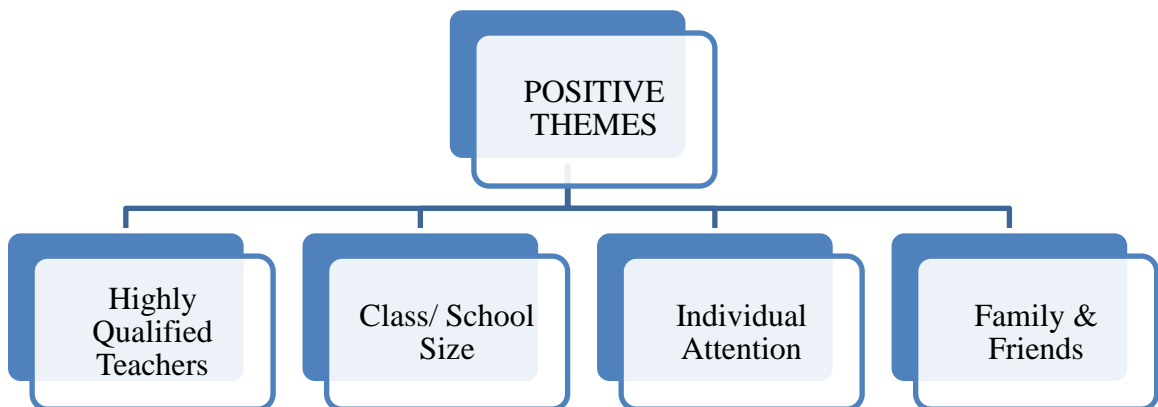 POSITIVE
THEMES
Highly
Qualified
Teachers
Class/ School
Size
Individual
Attention
Family &
Friends